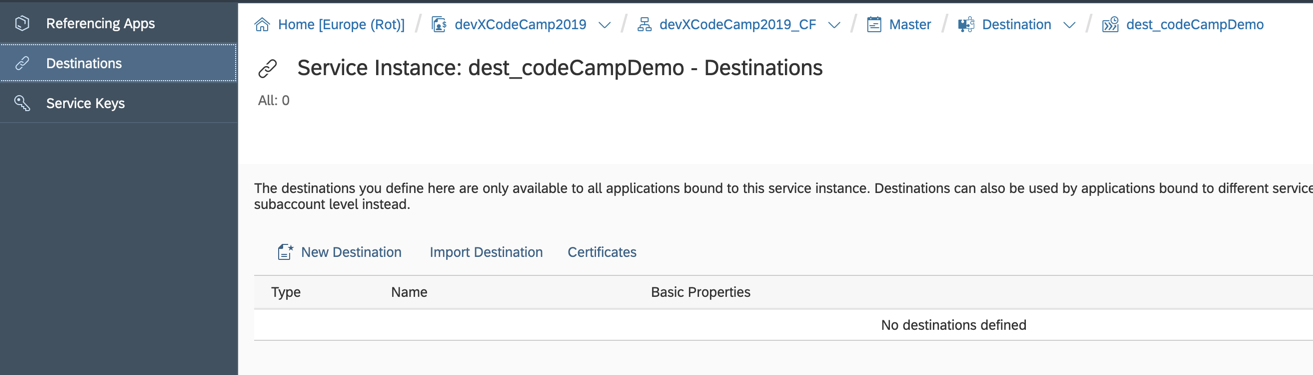 Referencing Apps
Destinations
Service Keys
Home [Europe (Rot)] / devXCodeCamp2019 / devXCodeCamp2019_CF / Master / Destination / dest_codeCampDemo
Service Instance: dest_codeCampDemo - Destinations
All: 0
The destinations you define here are only available to all applications bound to this service instance. Destinations can also be used by applications bound to different service
subaccount level instead.
New Destination Import Destination Certificates
Type Name Basic Properties
No destinations defined